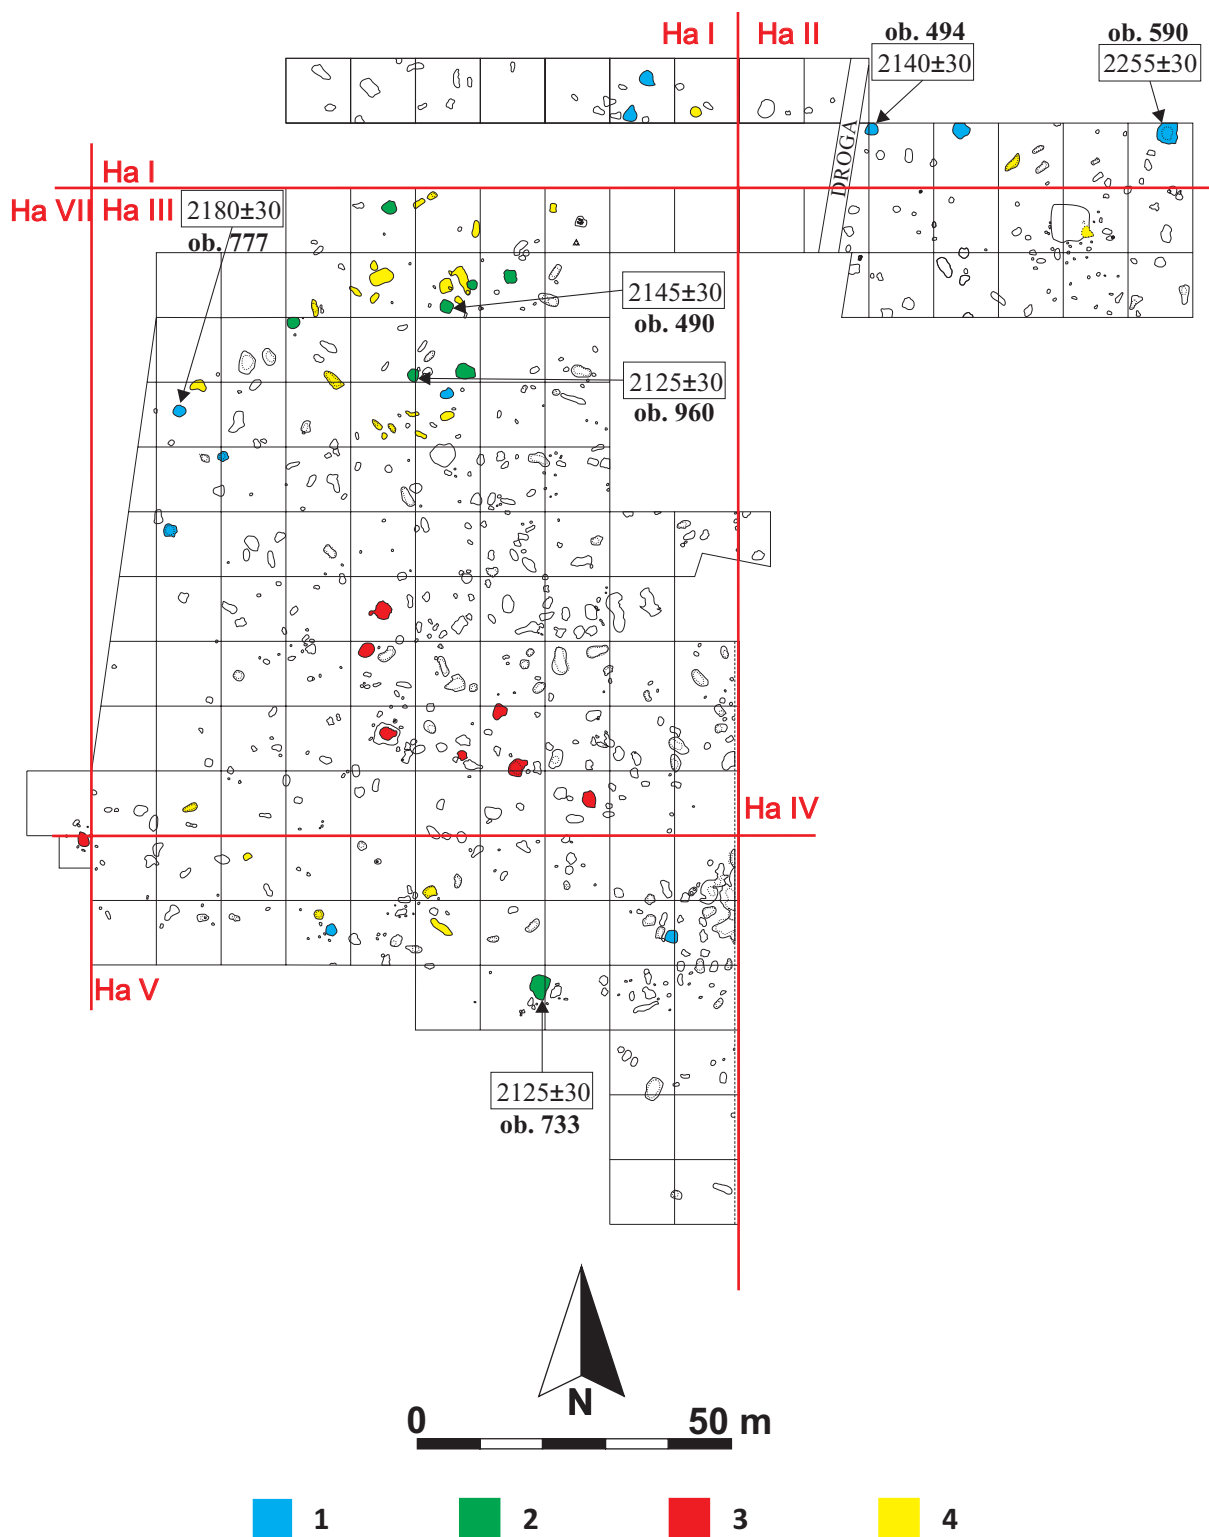 Ha I
Ha II
ob. 494
2140±30
ob. 590
2255±30
DROGA
Ha I
Ha VII
Ha III
2180±30
ob. 777
2145±30
ob. 490
2125±30
ob. 960
Ha IV
Ha V
2125±30
ob. 733
N
0 50 m
1 2 3 4